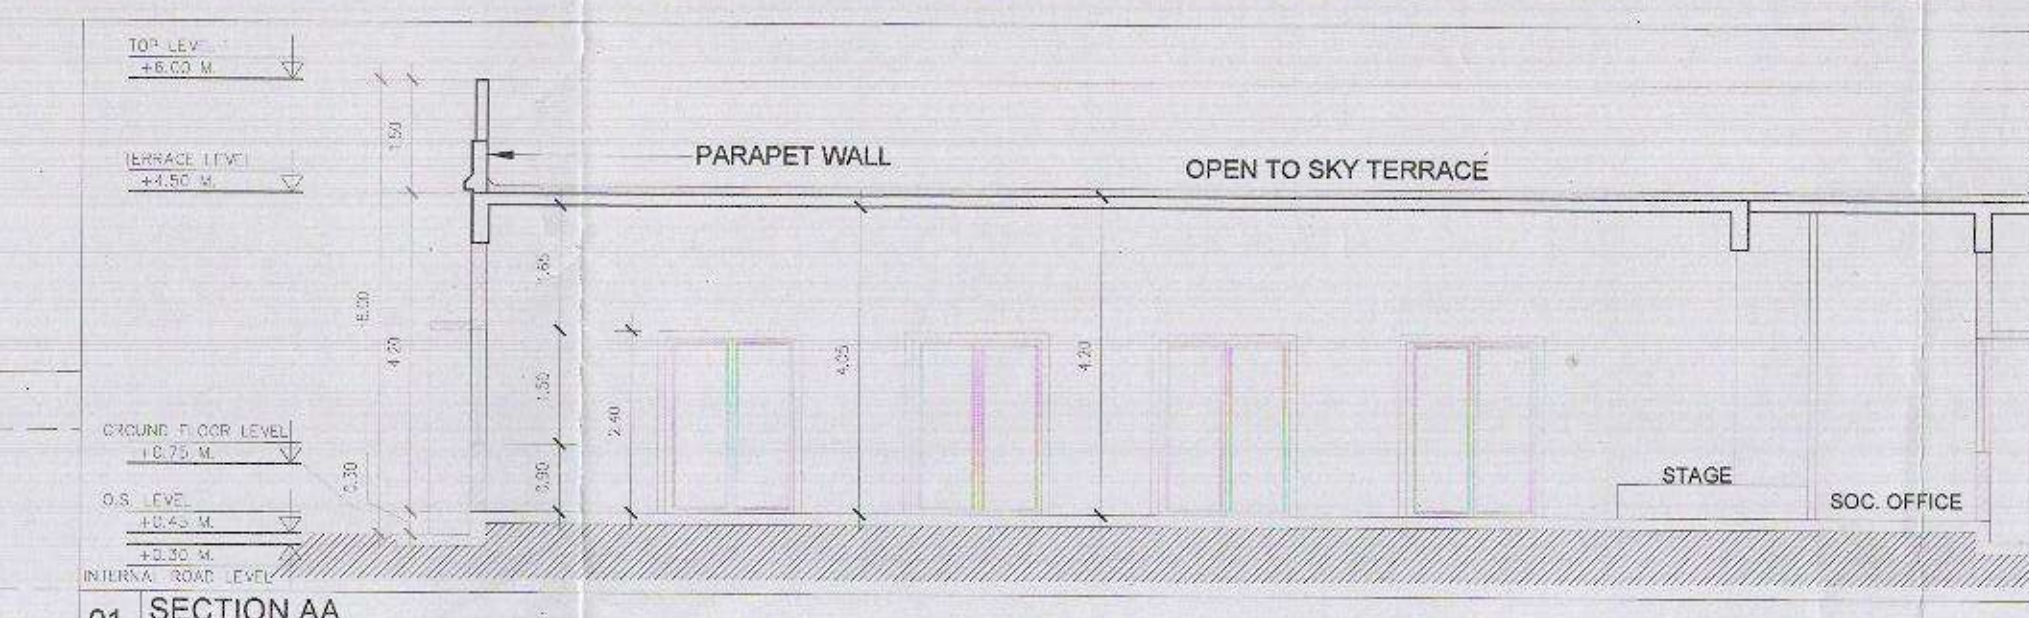 TOP LEVEL
+6.00 M.
1.50
PARAPET WALL
TERRACE LEVEL
+4.50 M.
OPEN TO SKY TERRACE
1.65
6.00
4.20
1.50
2.40
4.05
4.20
GROUND FLOOR LEVEL
+0.75 M.
0.30
0.90
STAGE
SOC. OFFICE
O.S. LEVEL
+0.45 M.
+0.30 M.
INTERNAL ROAD LEVEL
01 SECTION AA